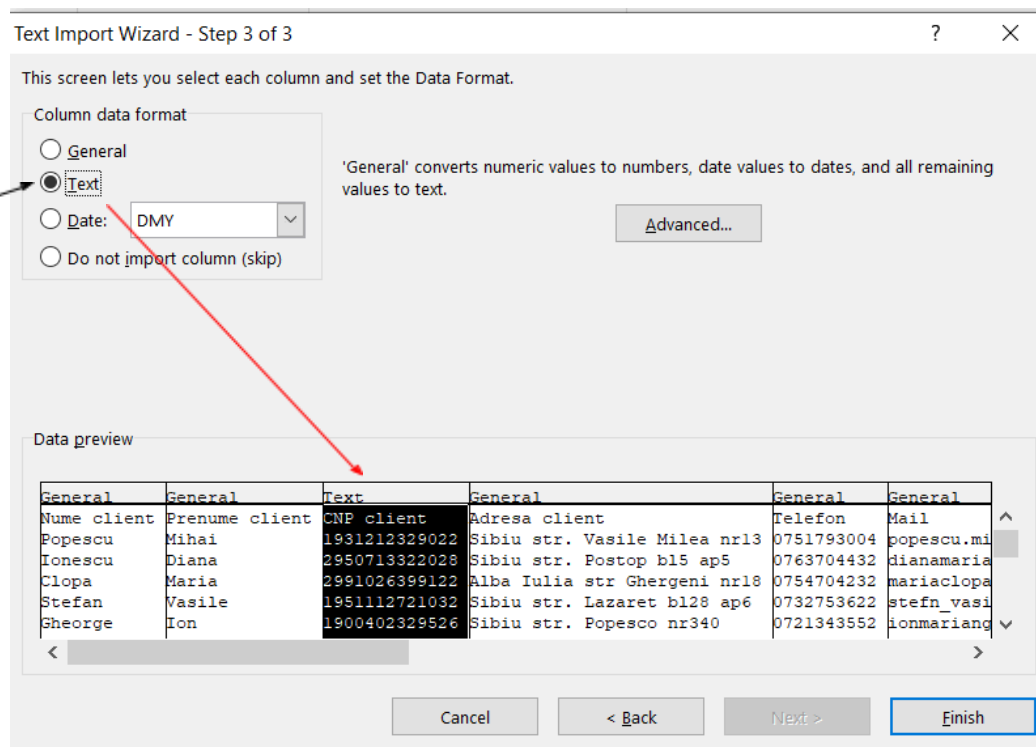 Text Import Wizard - Step 3 of 3 ?
This screen lets you select each column and set the Data Format.
Column data format
General
Text
Date: DMY
Do not import column (skip)
'General' converts numeric values to numbers, date values to dates, and all remaining
values to text.
Advanced...
Data preview
General General Text General General General
Nume client Prenume client CNP client Adresa client Telefon Mail
Popescu Mihai 1931212329022 Sibiu str. Vasile Milea nr13 0751793004 popescu.mi
Ionescu Diana 2950713322028 Sibiu str. Postop bl5 ap5 0763704432 dianamaria
Clopa Maria 2991026399122 Alba Iulia str Ghergeni nr18 0754704232 mariaclopa
Stefan Vasile 1951112721032 Sibiu str. Lazaret bl28 ap6 0732753622 stefn_vasi
Gheorge Ion 1900402329526 Sibiu str. Popesco nr340 0721343552 ionmariang
Cancel < Back Next > Finish